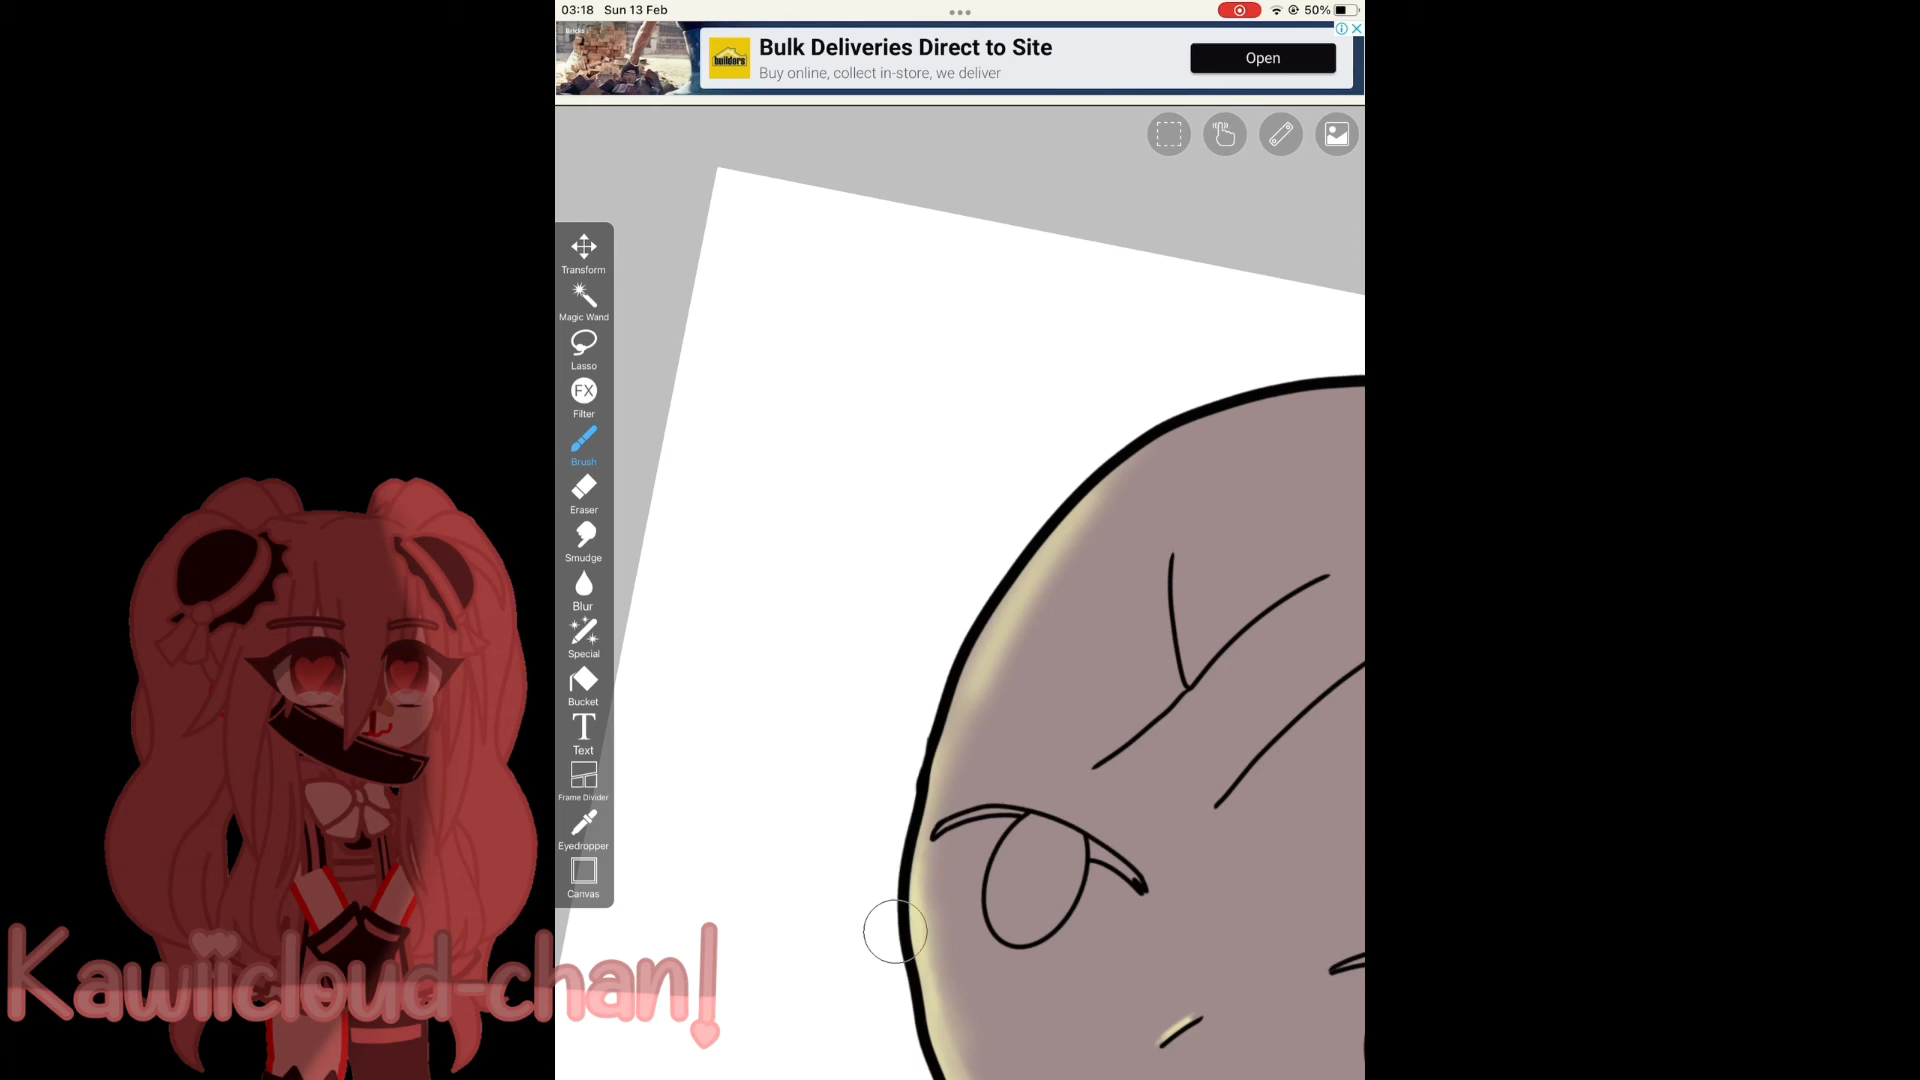 03:18 Sun 13 Feb
50%
Bricks
builders
Bulk Deliveries Direct to Site
Buy online, collect in-store, we deliver
Open
Transform
Magic Wand
Lasso
FX
Filter
Brush
Eraser
Smudge
Blur
Special
Bucket
T
Text
Frame Divider
Eyedropper
Canvas
Kawiicloud-chan!